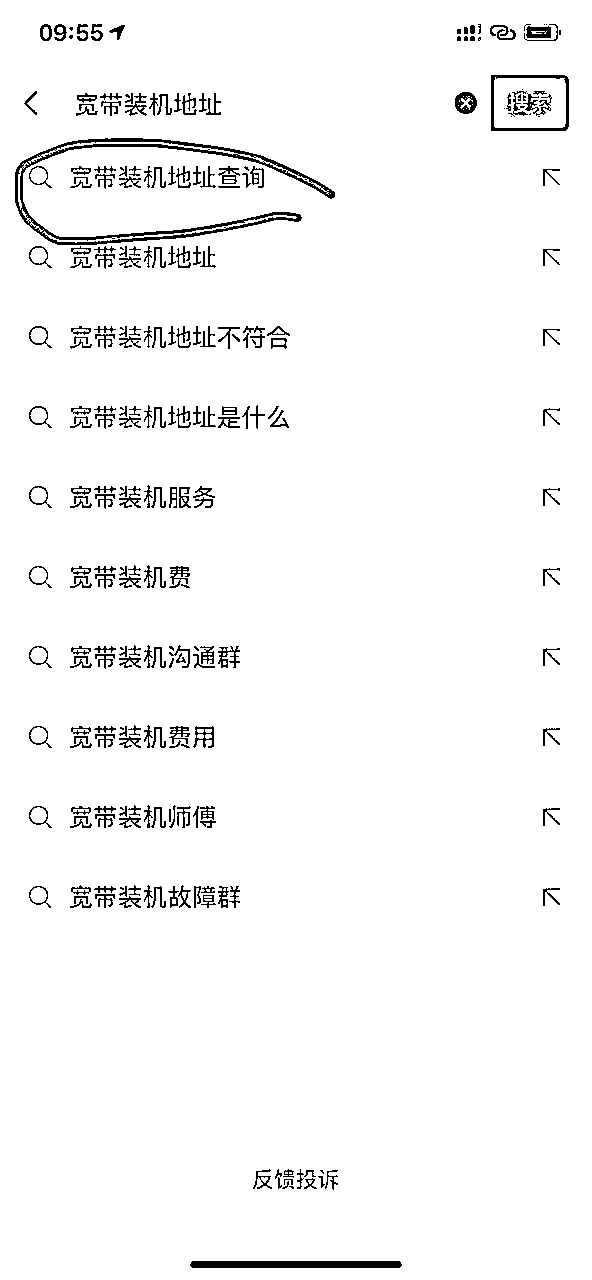 09:55
宽带装机地址
搜索
宽带装机地址查询
宽带装机地址
宽带装机地址不符合
宽带装机地址是什么
宽带装机服务
宽带装机费
宽带装机沟通群
宽带装机费用
宽带装机师傅
宽带装机故障群
反馈投诉